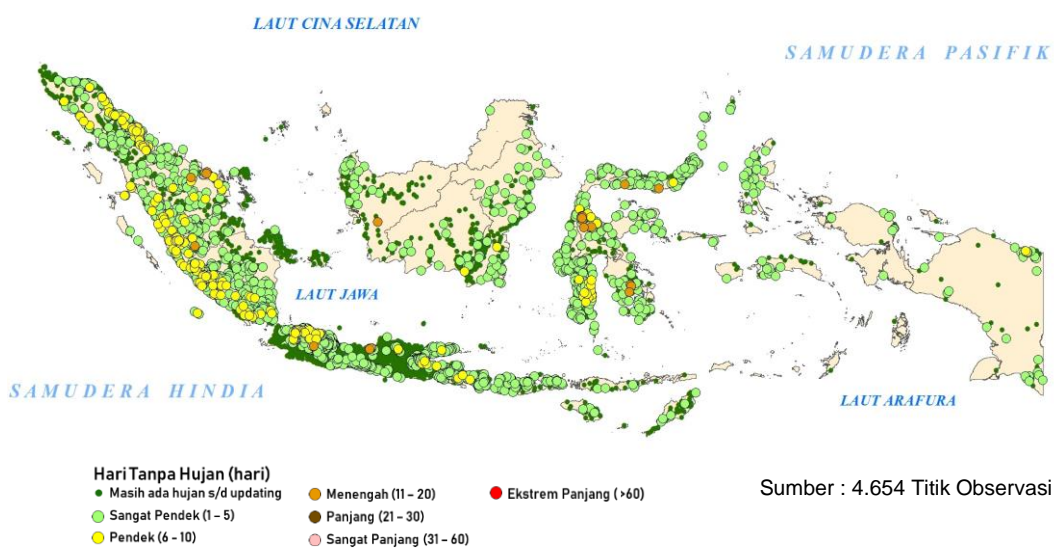 LAUT CINA SELATAN
SAMUDERA PASIFIK
LAUT JAWA
SAMUDERA HINDIA
LAUT ARAFURA
Hari Tanpa Hujan (hari)
Masih ada hujan s/d updating
Sangat Pendek (1 – 5)
Pendek (6 – 10)
Menengah (11 – 20)
Panjang (21 – 30)
Sangat Panjang (31 – 60)
Ekstrem Panjang (>60)
Sumber : 4.654 Titik Observasi